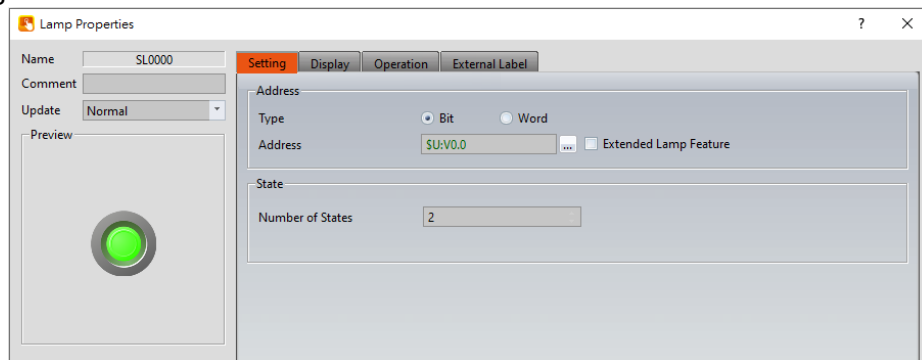 Lamp Properties
? ×
Name SL0000
Comment
Update Normal
Preview
Setting Display Operation External Label
Address
Type Bit Word
Address $U:V0.0 ... Extended Lamp Feature
State
Number of States 2